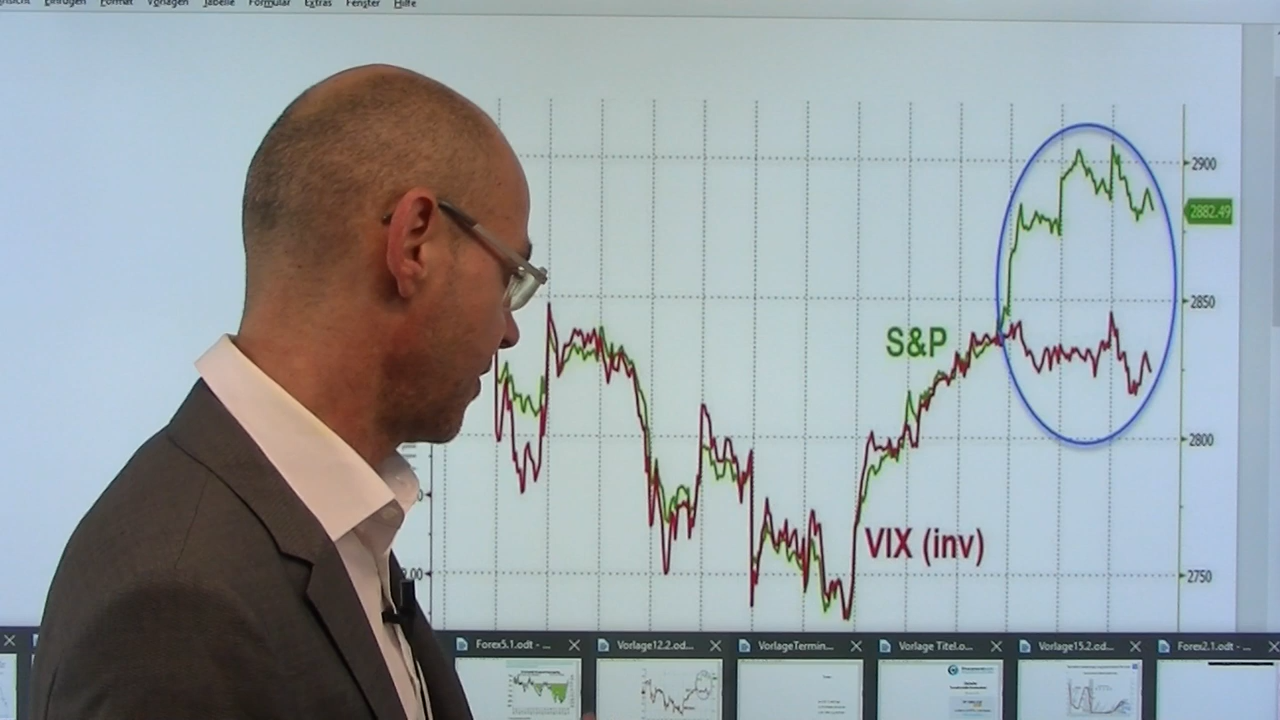 Einfügen Format Vorlagen Tabelle Formular Extras Fenster Hilfe
2900
2882.49
2850
S&P
2800
VIX (inv)
2750
Forex5.1.odt - ...
Vorlage12.2.od...
VorlageTermin...
Vorlage Titel.o...
Vorlage15.2.od...
Forex2.1.odt - ...